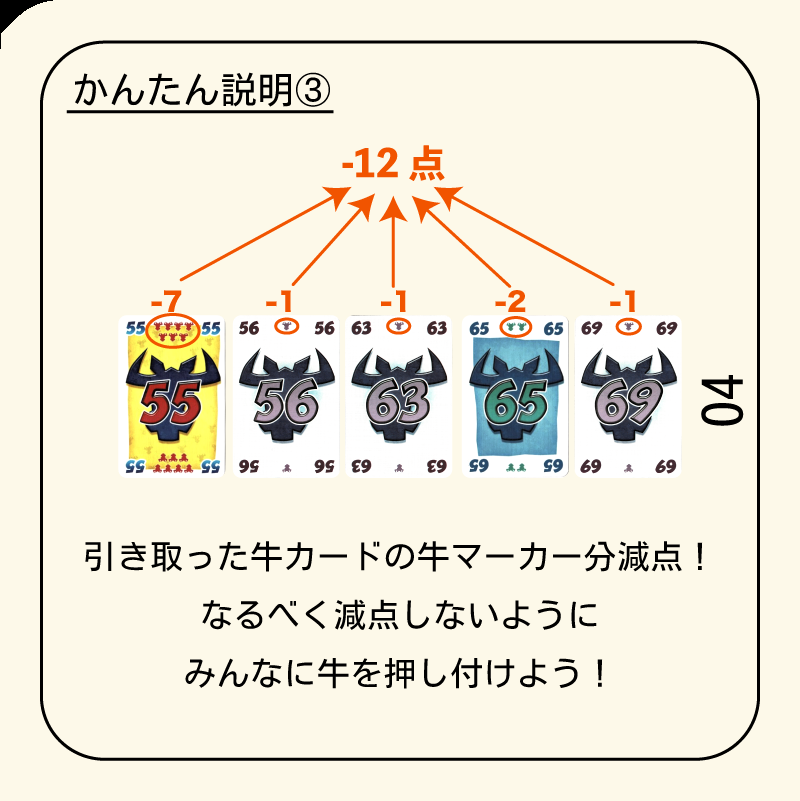 かんたん説明③
-12 点
-7 -1 -1 -2 -1
55 55 56 56 63 63 65 65 69 69
55 56 63 65 69
55 55 56 56 63 63 65 65 69 69
04
引き取った牛カードの牛マーカー分減点！
なるべく減点しないように
みんなに牛を押し付けよう！